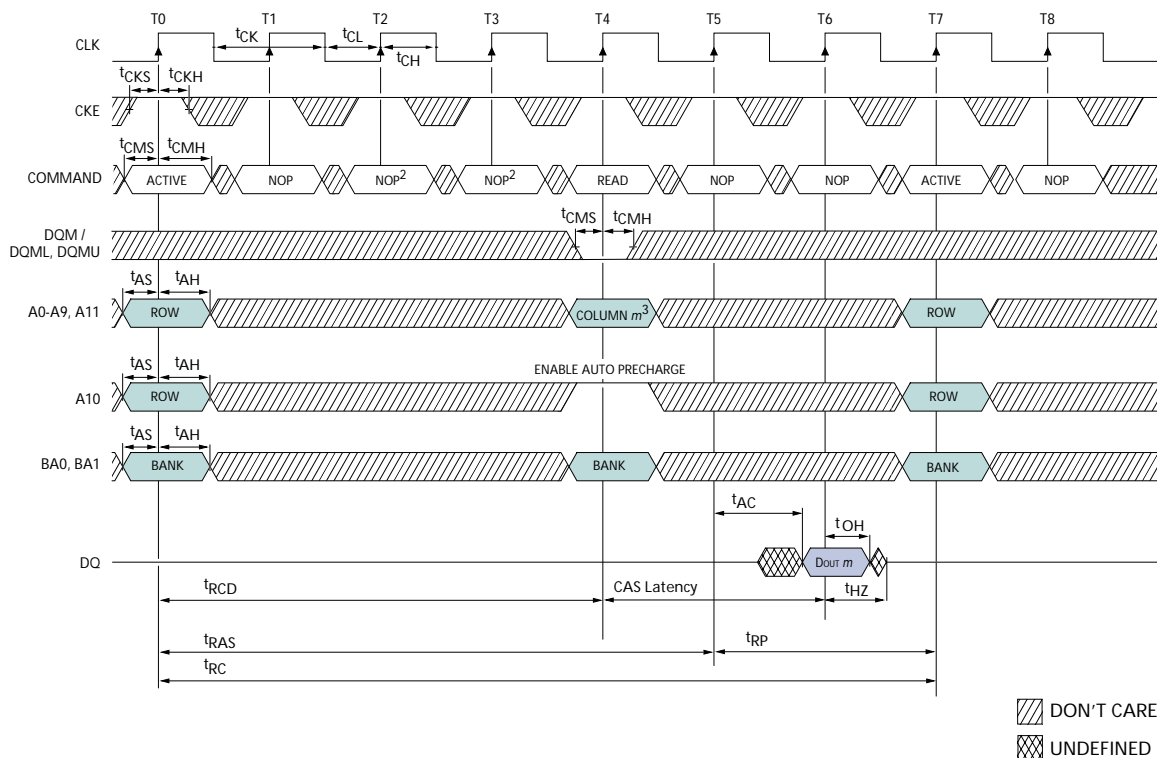 T0 T1 T2 T3 T4 T5 T6 T7 T8
CLK
tCK tCL
tCH
tCKS tCKH
CKE
tCMS tCMH
COMMAND ACTIVE NOP NOP2 NOP2 READ NOP NOP ACTIVE NOP
tCMS tCMH
DQM /
DQML, DQMU
tAS tAH
A0-A9, A11 ROW COLUMN m3 ROW
ENABLE AUTO PRECHARGE
tAS tAH
A10 ROW ROW
tAS tAH
BA0, BA1 BANK BANK BANK
tAC
tOH
DQ DOUT m
tRCD CAS Latency tHZ
tRAS tRP
tRC
DON'T CARE
UNDEFINED